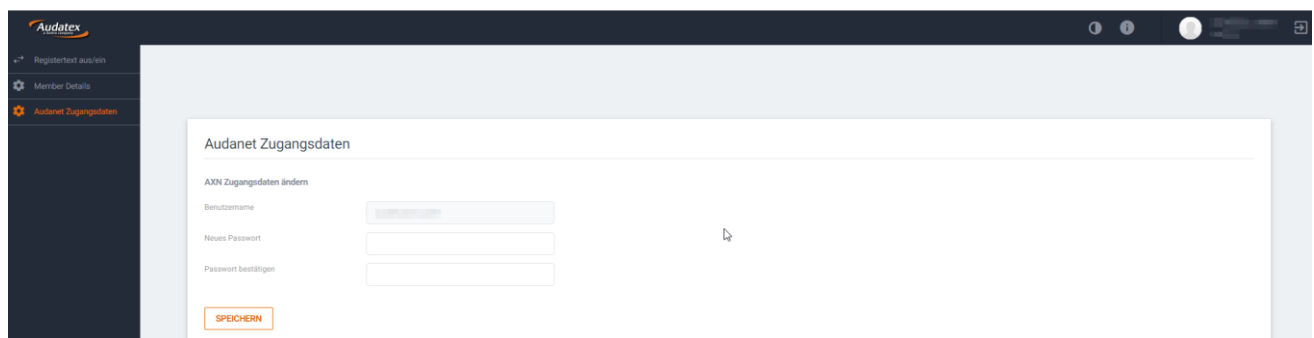 Audatex
Registertext aus/ein
Member Details
Audanet Zugangsdaten
Audanet Zugangsdaten
AXN Zugangsdaten ändern
Benutzername
Neues Passwort
Passwort bestätigen
SPEICHERN